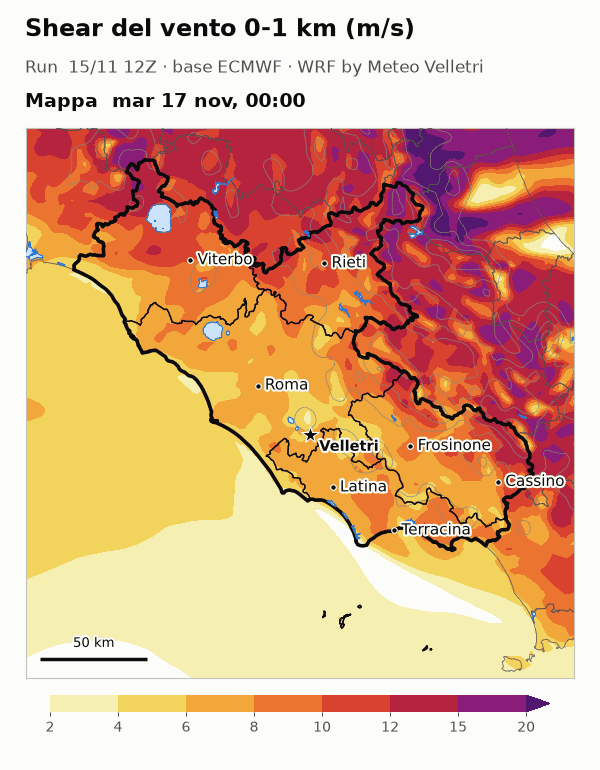 Shear del vento 0-1 km (m/s)
Run  15/11 12Z · base ECMWF · WRF by Meteo Velletri
Mappa  mar 17 nov, 00:00
Viterbo
Rieti
Roma
Velletri
Frosinone
Latina
Cassino
Terracina
50 km
2 4 6 8 10 12 15 20